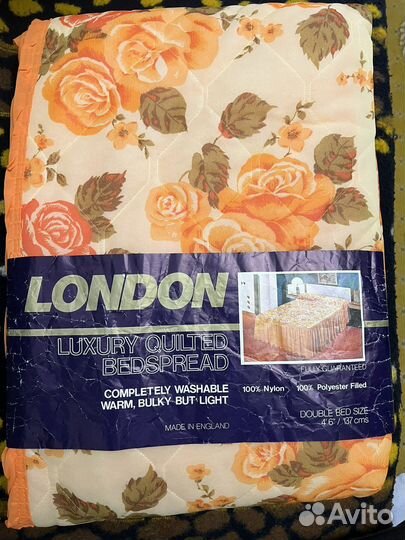 LONDON
LUXURY QUILTED
BEDSPREAD
COMPLETELY WASHABLE
WARM, BULKY BUT LIGHT
MADE IN ENGLAND
FULLY GUARANTEED
100% Nylon 100% Polyester Filled
DOUBLE BED SIZE
4'6"/137 cms
Avito